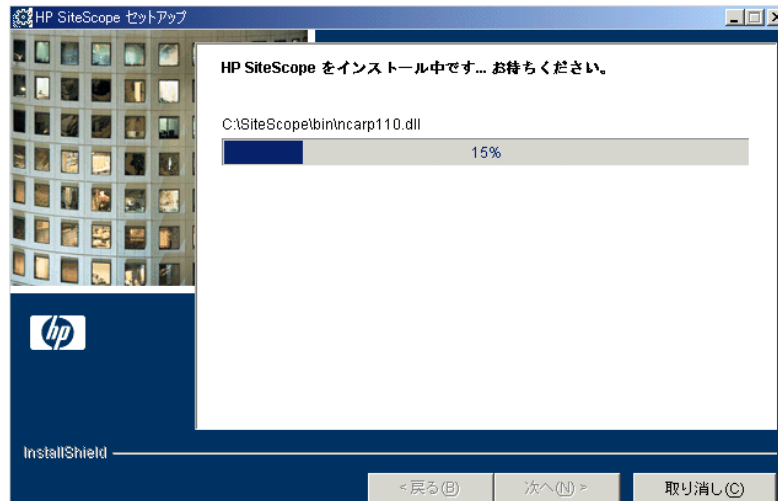 HP SiteScope セットアップ
HP SiteScope をインストール中です... お待ちください。
C:\SiteScope\bin\ncarp110.dll
15%
hp
InstallShield
< 戻る(B)
次へ(N) >
取り消し(C)